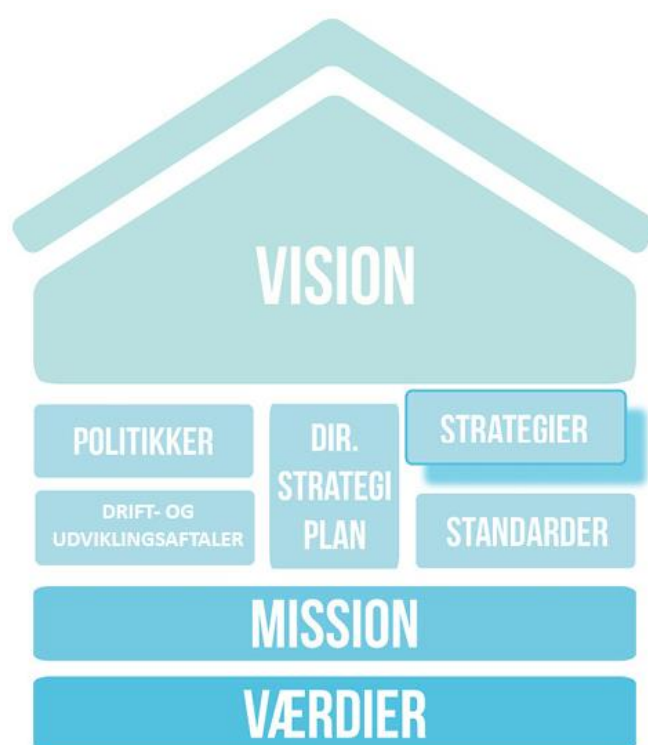 VISION
POLITIKKER
DRIFT- OG
UDVIKLINGSAFTALER
DIR.
STRATEGI
PLAN
STRATEGIER
STANDARDER
MISSION
VÆRDIER